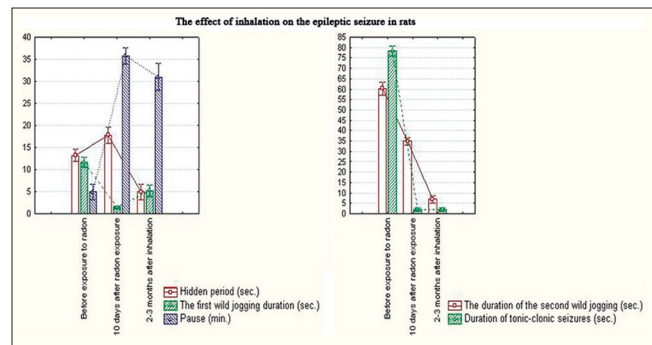 The effect of inhalation on the epileptic seizure in rats
40
35
30
25
20
15
10
5
0
Before exposure to radon
10 days after radon exposure
2-3 months after inhalation
Hidden period (sec.)
The first wild jogging duration (sec.)
Pause (min.)
85
80
75
70
65
60
55
50
45
40
35
30
25
20
15
10
5
0
Before exposure to radon
10 days after radon exposure
2-3 months after inhalation
The duration of the second wild jogging (sec.)
Duration of tonic-clonic seizures (sec.)